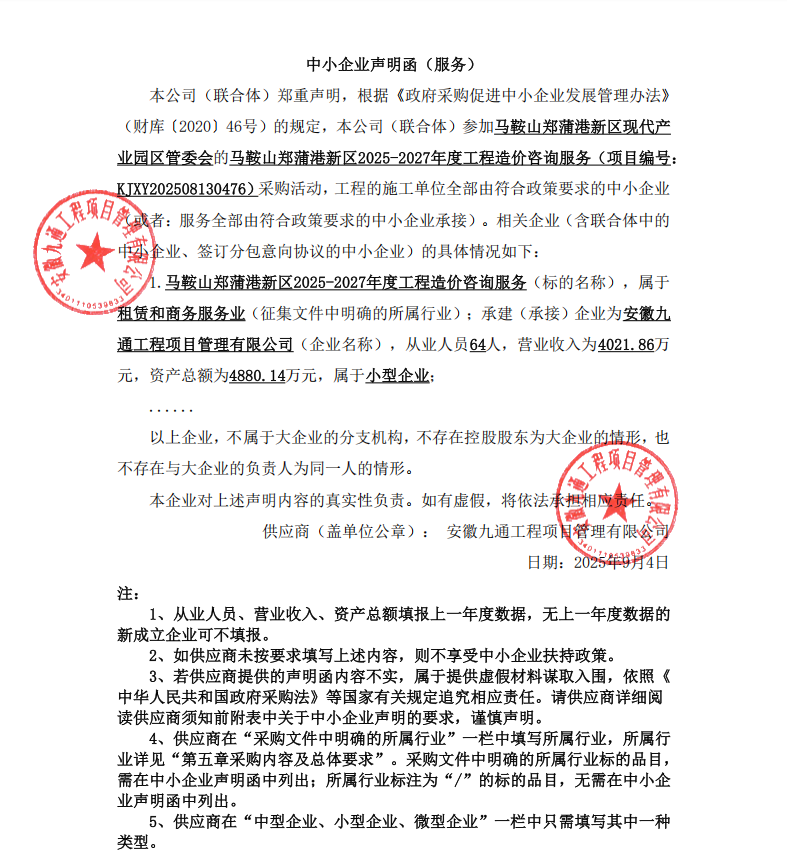 中小企业声明函（服务）
本公司（联合体）郑重声明，根据《政府采购促进中小企业发展管理办法》
（财库〔2020〕46号）的规定，本公司（联合体）参加马鞍山郑蒲港新区现代产
业园区管委会的马鞍山郑蒲港新区2025-2027年度工程造价咨询服务（项目编号：
KJXY202508130476）采购活动，工程的施工单位全部由符合政策要求的中小企业
（或者：服务全部由符合政策要求的中小企业承接）。相关企业（含联合体中的
中小企业、签订分包意向协议的中小企业）的具体情况如下：
1.马鞍山郑蒲港新区2025-2027年度工程造价咨询服务（标的名称），属于
租赁和商务服务业（征集文件中明确的所属行业）；承建（承接）企业为安徽九
通工程项目管理有限公司（企业名称），从业人员64人，营业收入为4021.86万
元，资产总额为4880.14万元，属于小型企业；
......
以上企业，不属于大企业的分支机构，不存在控股股东为大企业的情形，也
不存在与大企业的负责人为同一人的情形。
本企业对上述声明内容的真实性负责。如有虚假，将依法承担相应责任。
供应商（盖单位公章）： 安徽九通工程项目管理有限公司
日期：2025年9月4日
安徽九通工程项目管理有限公司
3401110539833
安徽九通工程项目管理有限公司
3401110539833
注：
1、从业人员、营业收入、资产总额填报上一年度数据，无上一年度数据的
新成立企业可不填报。
2、如供应商未按要求填写上述内容，则不享受中小企业扶持政策。
3、若供应商提供的声明函内容不实，属于提供虚假材料谋取入围，依照《
中华人民共和国政府采购法》等国家有关规定追究相应责任。请供应商详细阅
读供应商须知前附表中关于中小企业声明的要求，谨慎声明。
4、供应商在“采购文件中明确的所属行业”一栏中填写所属行业，所属行
业详见“第五章采购内容及总体要求”。采购文件中明确的所属行业标的品目，
需在中小企业声明函中列出；所属行业标注为“/”的标的品目，无需在中小企
业声明函中列出。
5、供应商在“中型企业、小型企业、微型企业”一栏中只需填写其中一种
类型。